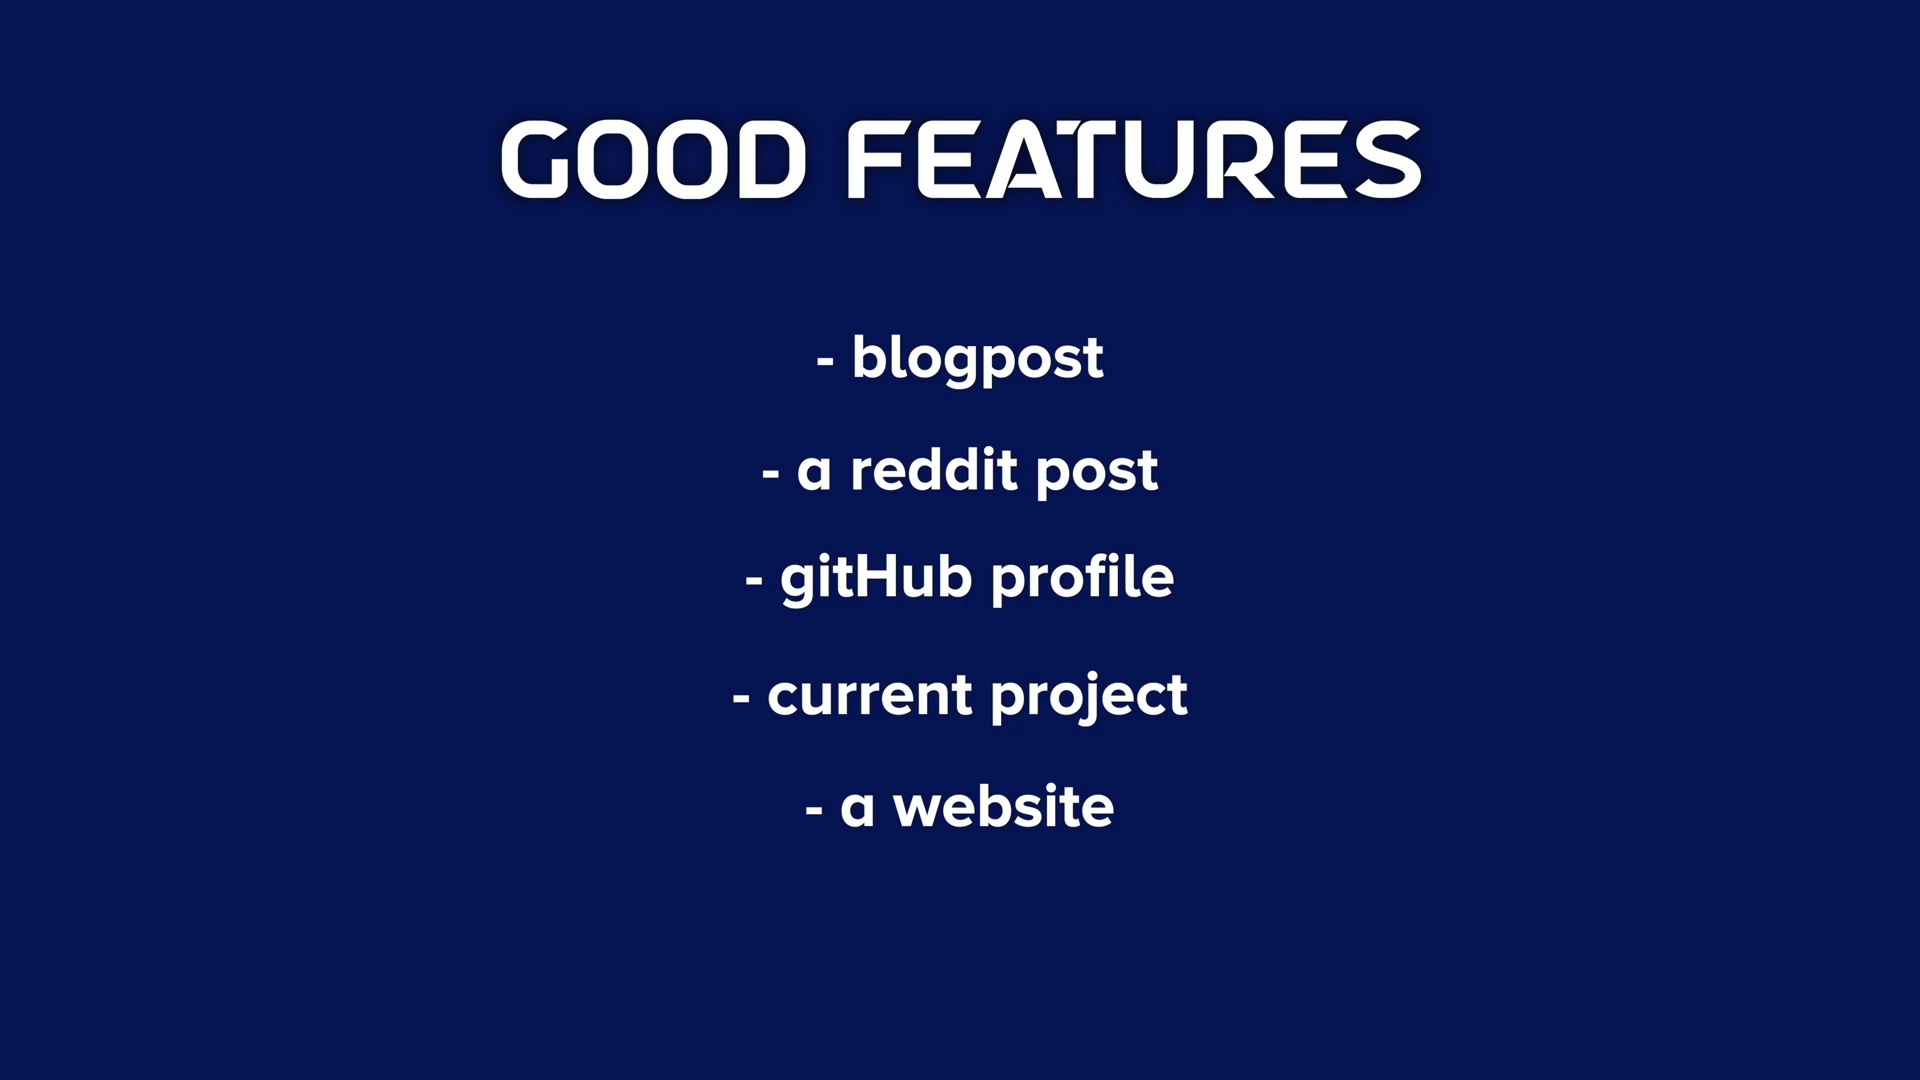 GOOD FEATURES
- blogpost
- a reddit post
- gitHub profile
- current project
- a website